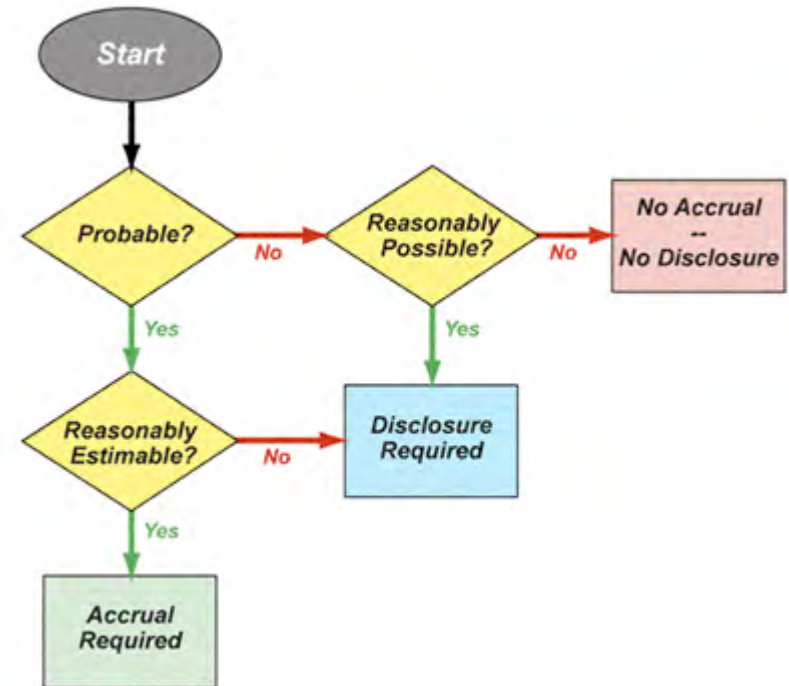 Start
Probable?
No
Reasonably
Possible?
No
No Accrual
--
No Disclosure
Yes
Yes
Reasonably
Estimable?
No
Disclosure
Required
Yes
Accrual
Required